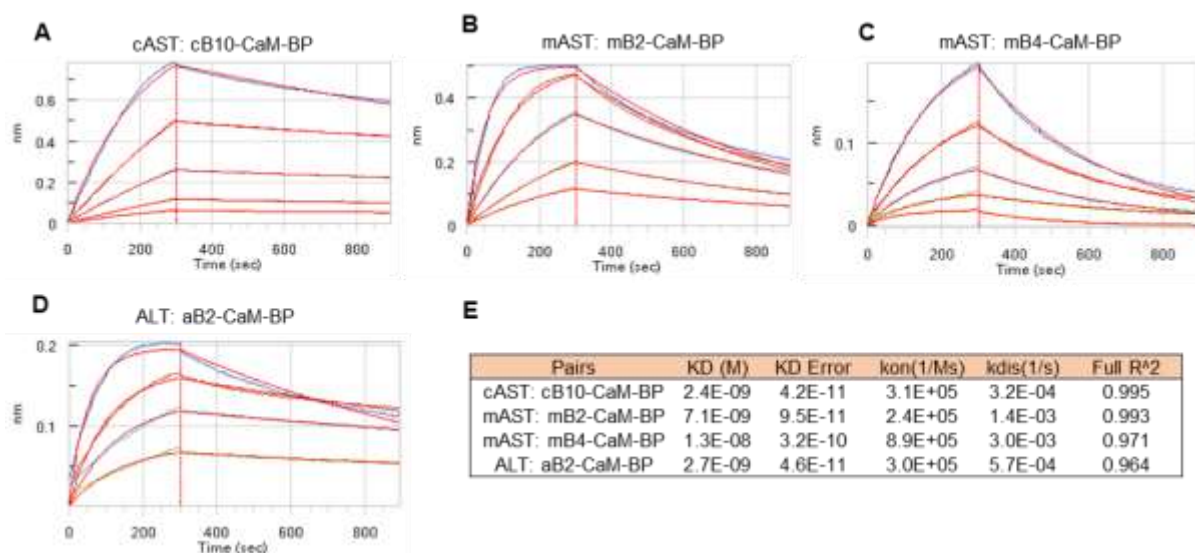 A
cAST: cB10-CaM-BP
nm
0.6
0.4
0.2
0
0 200 400 600 800
Time (sec)
B
mAST: mB2-CaM-BP
nm
0.4
0.2
0
0 200 400 600 800
Time (sec)
C
mAST: mB4-CaM-BP
nm
0.1
0
0 200 400 600 800
Time (sec)
D
ALT: aB2-CaM-BP
nm
0.2
0.1
0 200 400 600 800
Time (sec)
E
Pairs KD (M) KD Error kon(1/Ms) kdis(1/s) Full R^2
cAST: cB10-CaM-BP 2.4E-09 4.2E-11 3.1E+05 3.2E-04 0.995
mAST: mB2-CaM-BP 7.1E-09 9.5E-11 2.4E+05 1.4E-03 0.993
mAST: mB4-CaM-BP 1.3E-08 3.2E-10 8.9E+05 3.0E-03 0.971
ALT: aB2-CaM-BP 2.7E-09 4.6E-11 3.0E+05 5.7E-04 0.964